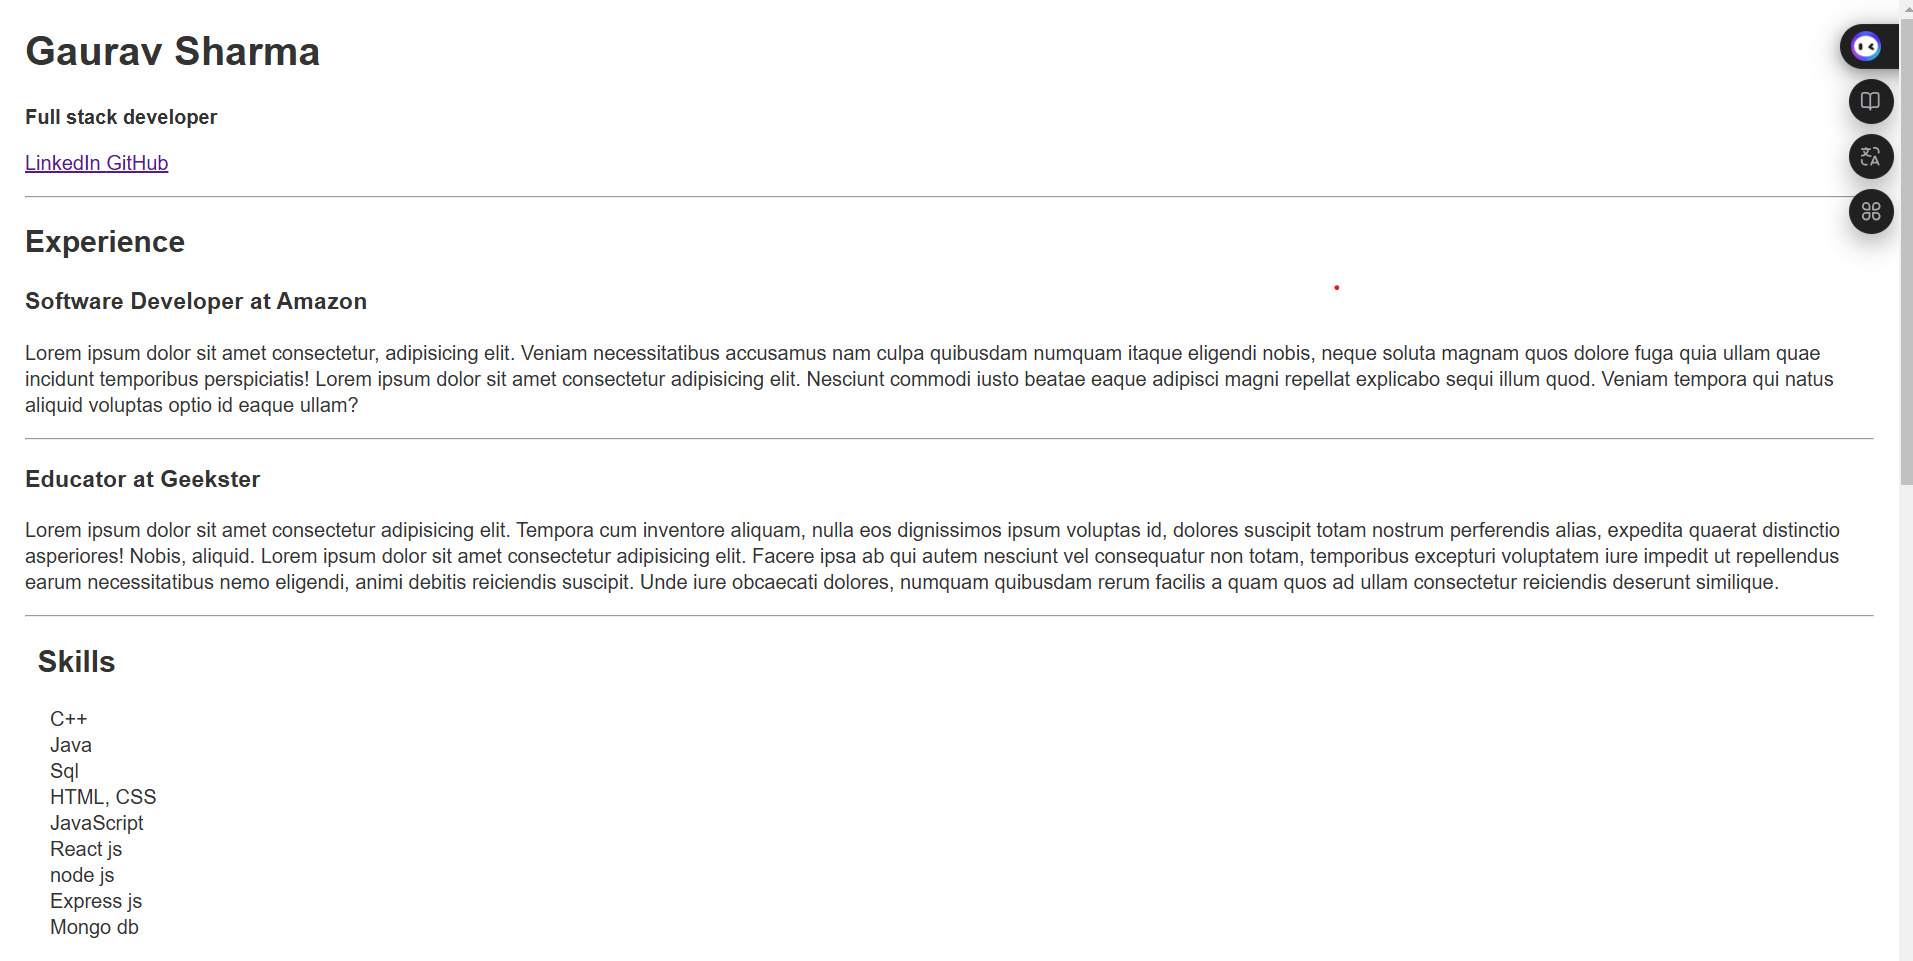 Gaurav Sharma
Full stack developer
LinkedIn GitHub
Experience
Software Developer at Amazon
Lorem ipsum dolor sit amet consectetur, adipisicing elit. Veniam necessitatibus accusamus nam culpa quibusdam numquam itaque eligendi nobis, neque soluta magnam quos dolore fuga quia ullam quae
incidunt temporibus perspiciatis! Lorem ipsum dolor sit amet consectetur adipisicing elit. Nesciunt commodi iusto beatae eaque adipisci magni repellat explicabo sequi illum quod. Veniam tempora qui natus
aliquid voluptas optio id eaque ullam?
Educator at Geekster
Lorem ipsum dolor sit amet consectetur adipisicing elit. Tempora cum inventore aliquam, nulla eos dignissimos ipsum voluptas id, dolores suscipit totam nostrum perferendis alias, expedita quaerat distinctio
asperiores! Nobis, aliquid. Lorem ipsum dolor sit amet consectetur adipisicing elit. Facere ipsa ab qui autem nesciunt vel consequatur non totam, temporibus excepturi voluptatem iure impedit ut repellendus
earum necessitatibus nemo eligendi, animi debitis reiciendis suscipit. Unde iure obcaecati dolores, numquam quibusdam rerum facilis a quam quos ad ullam consectetur reiciendis deserunt similique.
Skills
C++
Java
Sql
HTML, CSS
JavaScript
React js
node js
Express js
Mongo db